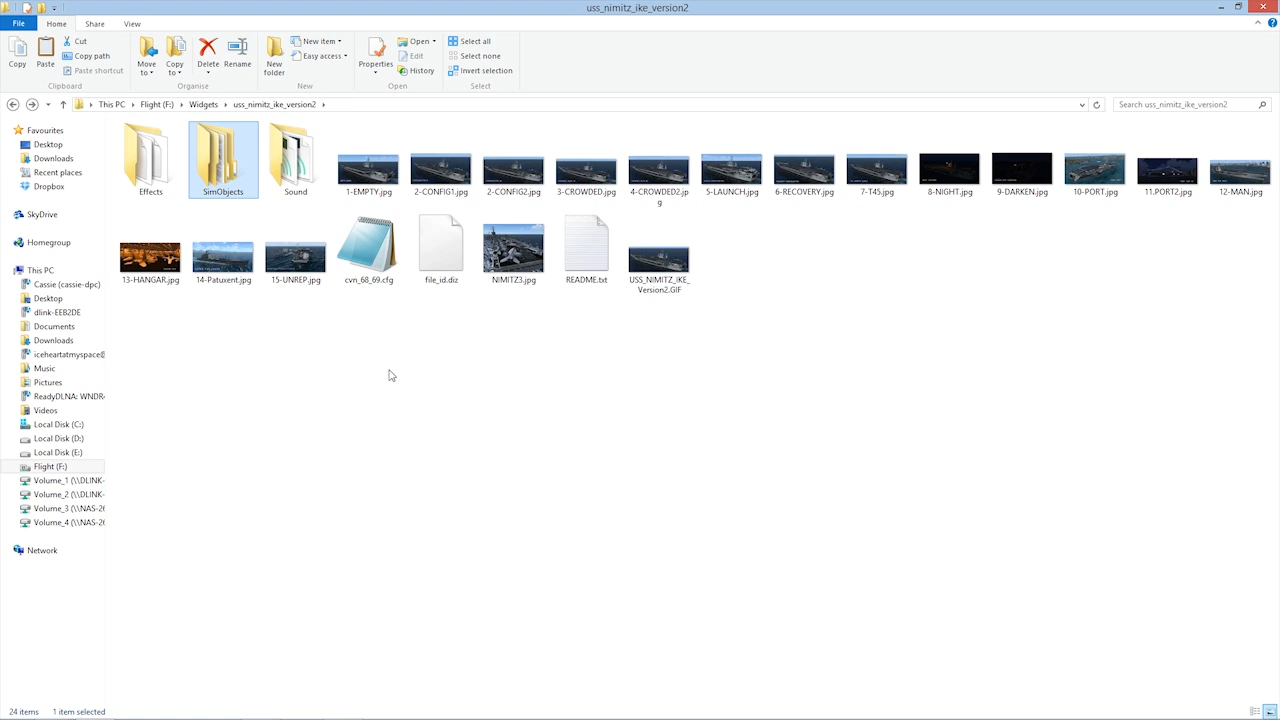 uss_nimitz_ike_version2
File Home Share View
Copy
Paste
Cut
Copy path
Paste shortcut
Move to
Copy to
Delete
Rename
New folder
New item
Easy access
Properties
Open
Edit
History
Select all
Select none
Invert selection
Clipboard Organise New Open Select
This PC Flight (F:) Widgets uss_nimitz_ike_version2
Search uss_nimitz_ike_version2
Favourites
Desktop
Downloads
Recent places
Dropbox
SkyDrive
Homegroup
This PC
Cassie (cassie-dpc)
Desktop
dlink-EEB2DE
Documents
Downloads
iceheartatmyspace@
Music
Pictures
ReadyDLNA: WNDR
Videos
Local Disk (C:)
Local Disk (D:)
Local Disk (E:)
Flight (F:)
Volume_1 (\\DLINK-
Volume_2 (\\DLINK-
Volume_3 (\\NAS-26
Volume_4 (\\NAS-26
Network
Effects
SimObjects
Sound
1-EMPTY.jpg
2-CONFIG1.jpg
2-CONFIG2.jpg
3-CROWDED.jpg
4-CROWDED2.jp
g
5-LAUNCH.jpg
6-RECOVERY.jpg
7-T45.jpg
8-NIGHT.jpg
9-DARKEN.jpg
10-PORT.jpg
11.PORT2.jpg
12-MAN.jpg
13-HANGAR.jpg
14-Patuxent.jpg
15-UNREP.jpg
cvn_68_69.cfg
file_id.diz
NIMITZ3.jpg
README.txt
USS_NIMITZ_IKE_
Version2.GIF
24 items 1 item selected